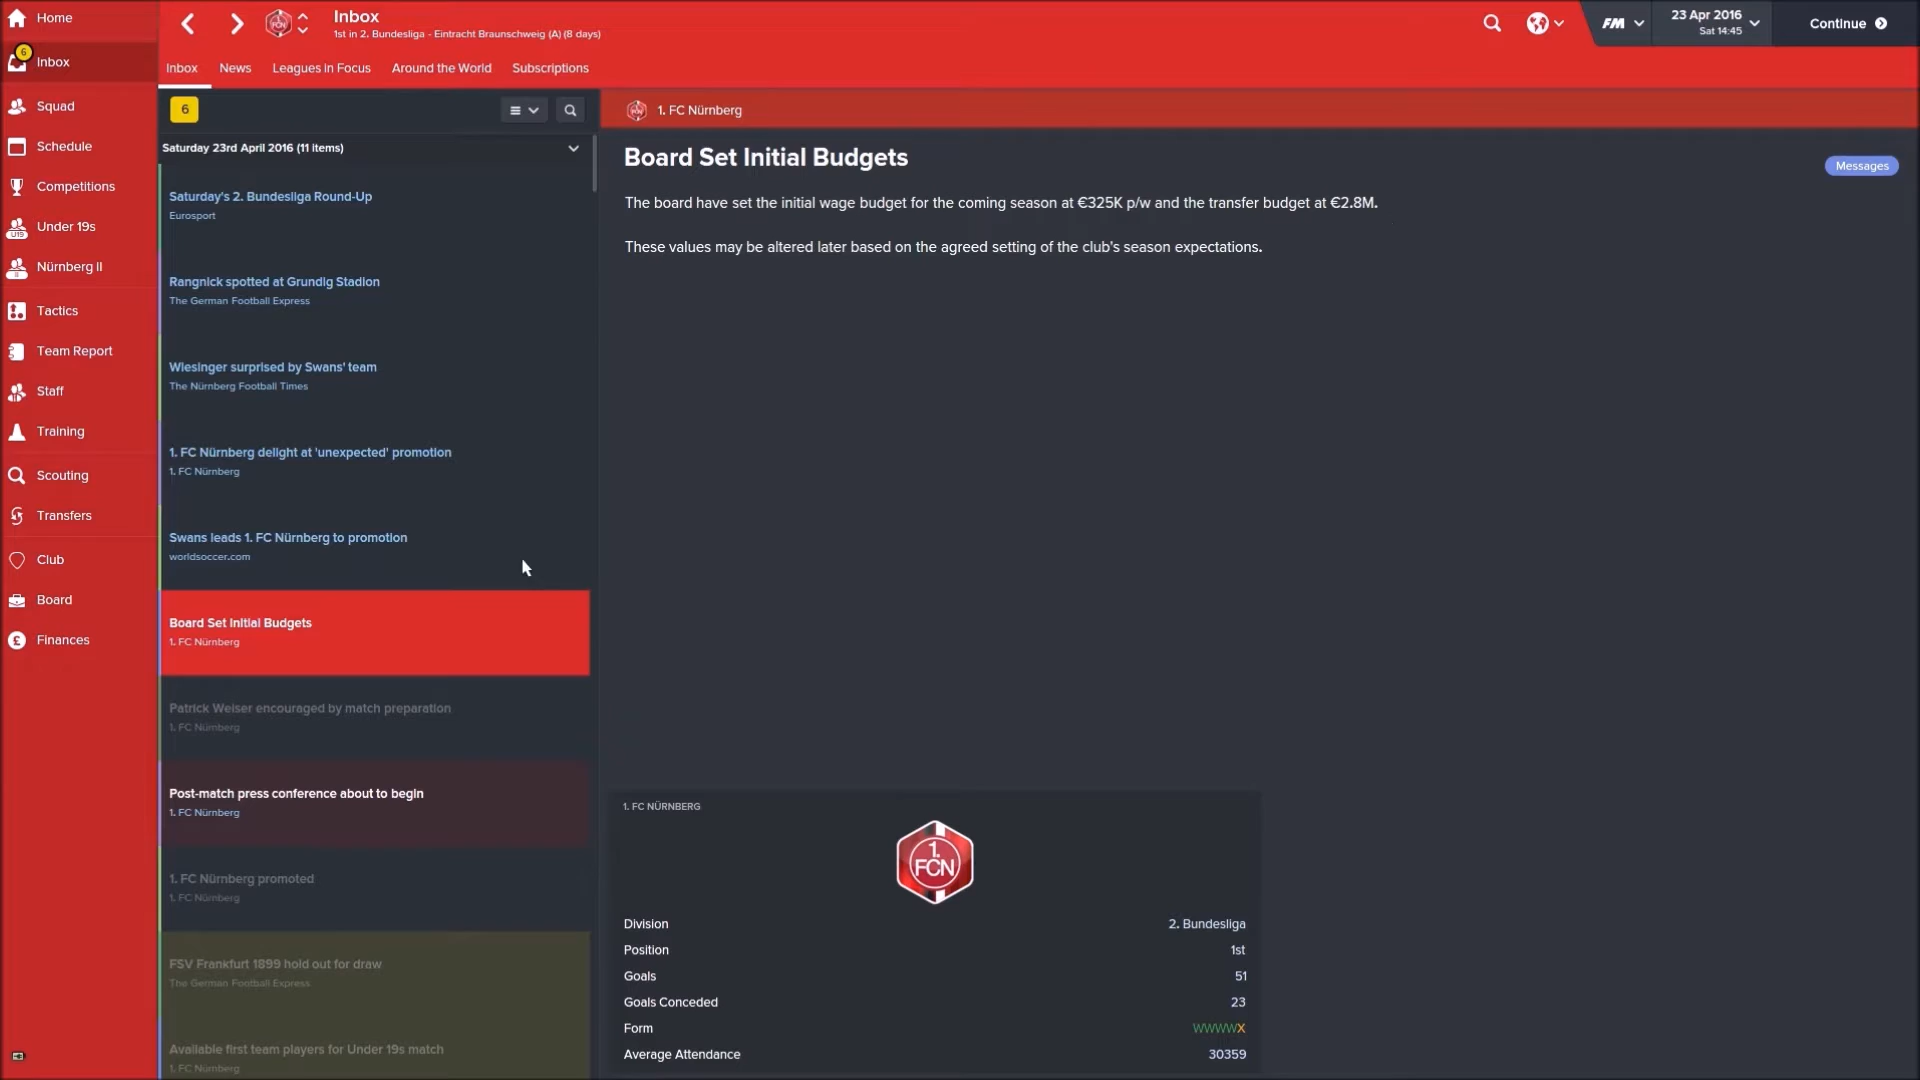 Home
6
Inbox
Squad
Schedule
Competitions
U19
Under 19s
II
Nürnberg II
Tactics
Team Report
Staff
Training
Scouting
Transfers
Club
Board
£
Finances
Inbox
1st in 2. Bundesliga - Eintracht Braunschweig (A) (8 days)
FM
23 Apr 2016
Sat 14:45
Continue
Inbox
News
Leagues in Focus
Around the World
Subscriptions
6
Saturday 23rd April 2016 (11 items)
Saturday's 2. Bundesliga Round-Up
Eurosport
Rangnick spotted at Grundig Stadion
The German Football Express
Wiesinger surprised by Swans' team
The Nürnberg Football Times
1. FC Nürnberg delight at 'unexpected' promotion
1. FC Nürnberg
Swans leads 1. FC Nürnberg to promotion
worldsoccer.com
Board Set Initial Budgets
1. FC Nürnberg
Patrick Weiser encouraged by match preparation
1. FC Nürnberg
Post-match press conference about to begin
1. FC Nürnberg
1. FC Nürnberg promoted
1. FC Nürnberg
FSV Frankfurt 1899 hold out for draw
The German Football Express
Available first team players for Under 19s match
1. FC Nürnberg
1. FC Nürnberg
Board Set Initial Budgets
Messages
The board have set the initial wage budget for the coming season at €325K p/w and the transfer budget at €2.8M.
These values may be altered later based on the agreed setting of the club's season expectations.
1. FC NÜRNBERG
1.
FCN
Division 2. Bundesliga
Position 1st
Goals 51
Goals Conceded 23
Form WWWWX
Average Attendance 30359